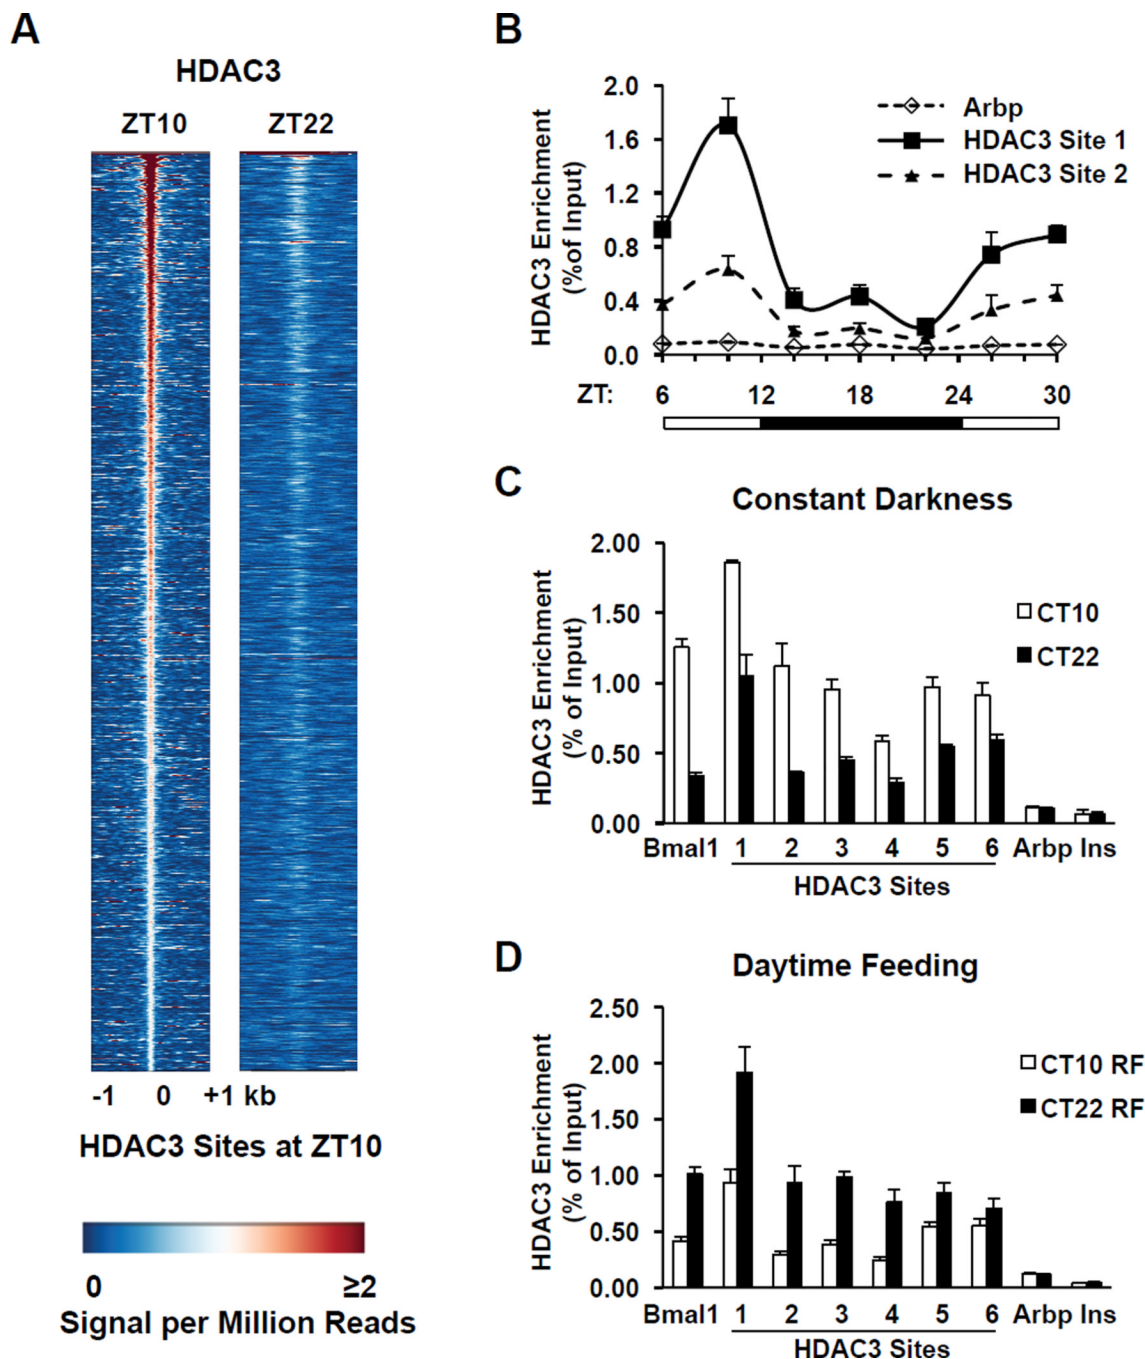 A
HDAC3
ZT10 ZT22
-1 0 +1 kb
HDAC3 Sites at ZT10
0 ≥2
Signal per Million Reads
B
HDAC3 Enrichment
(%of Input)
2.0
1.6
1.2
0.8
0.4
0.0
Arbp
HDAC3 Site 1
HDAC3 Site 2
ZT: 6 12 18 24 30
C
Constant Darkness
HDAC3 Enrichment
(% of Input)
2.00
1.50
1.00
0.50
0.00
CT10
CT22
Bmal1 1 2 3 4 5 6 Arbp Ins
HDAC3 Sites
D
Daytime Feeding
HDAC3 Enrichment
(% of Input)
2.50
2.00
1.50
1.00
0.50
0.00
CT10 RF
CT22 RF
Bmal1 1 2 3 4 5 6 Arbp Ins
HDAC3 Sites